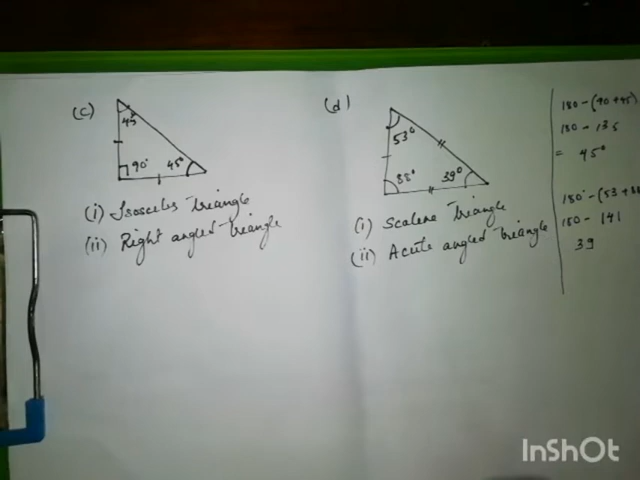 (c)
45°
90° 45°
(i) Isosceles triangle
(ii) Right angled triangle
(d)
53°
88° 39°
(i) Scalene triangle
(ii) Acute angled triangle
180 - (90 + 45)
180 - 135
= 45°
180 - (53 + 88
180 - 141
39
InShOt